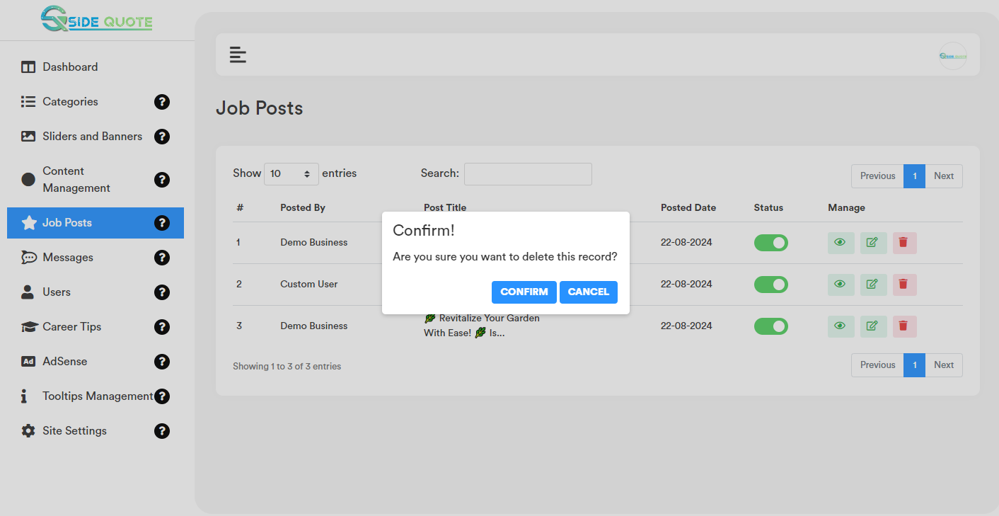 SIDE QUOTE
Dashboard
Categories ?
Sliders and Banners ?
Content
Management ?
Job Posts ?
Messages ?
Users ?
Career Tips ?
Ad AdSense ?
Tooltips Management ?
Site Settings ?
SIDE QUOTE
Job Posts
Show 10 entries Search: Previous 1 Next
# Posted By Post Title Posted Date Status Manage
1 Demo Business 22-08-2024
2 Custom User 22-08-2024
3 Demo Business 🌿 Revitalize Your Garden 22-08-2024
With Ease! 🌿 Is...
Showing 1 to 3 of 3 entries Previous 1 Next
Confirm!
Are you sure you want to delete this record?
CONFIRM CANCEL